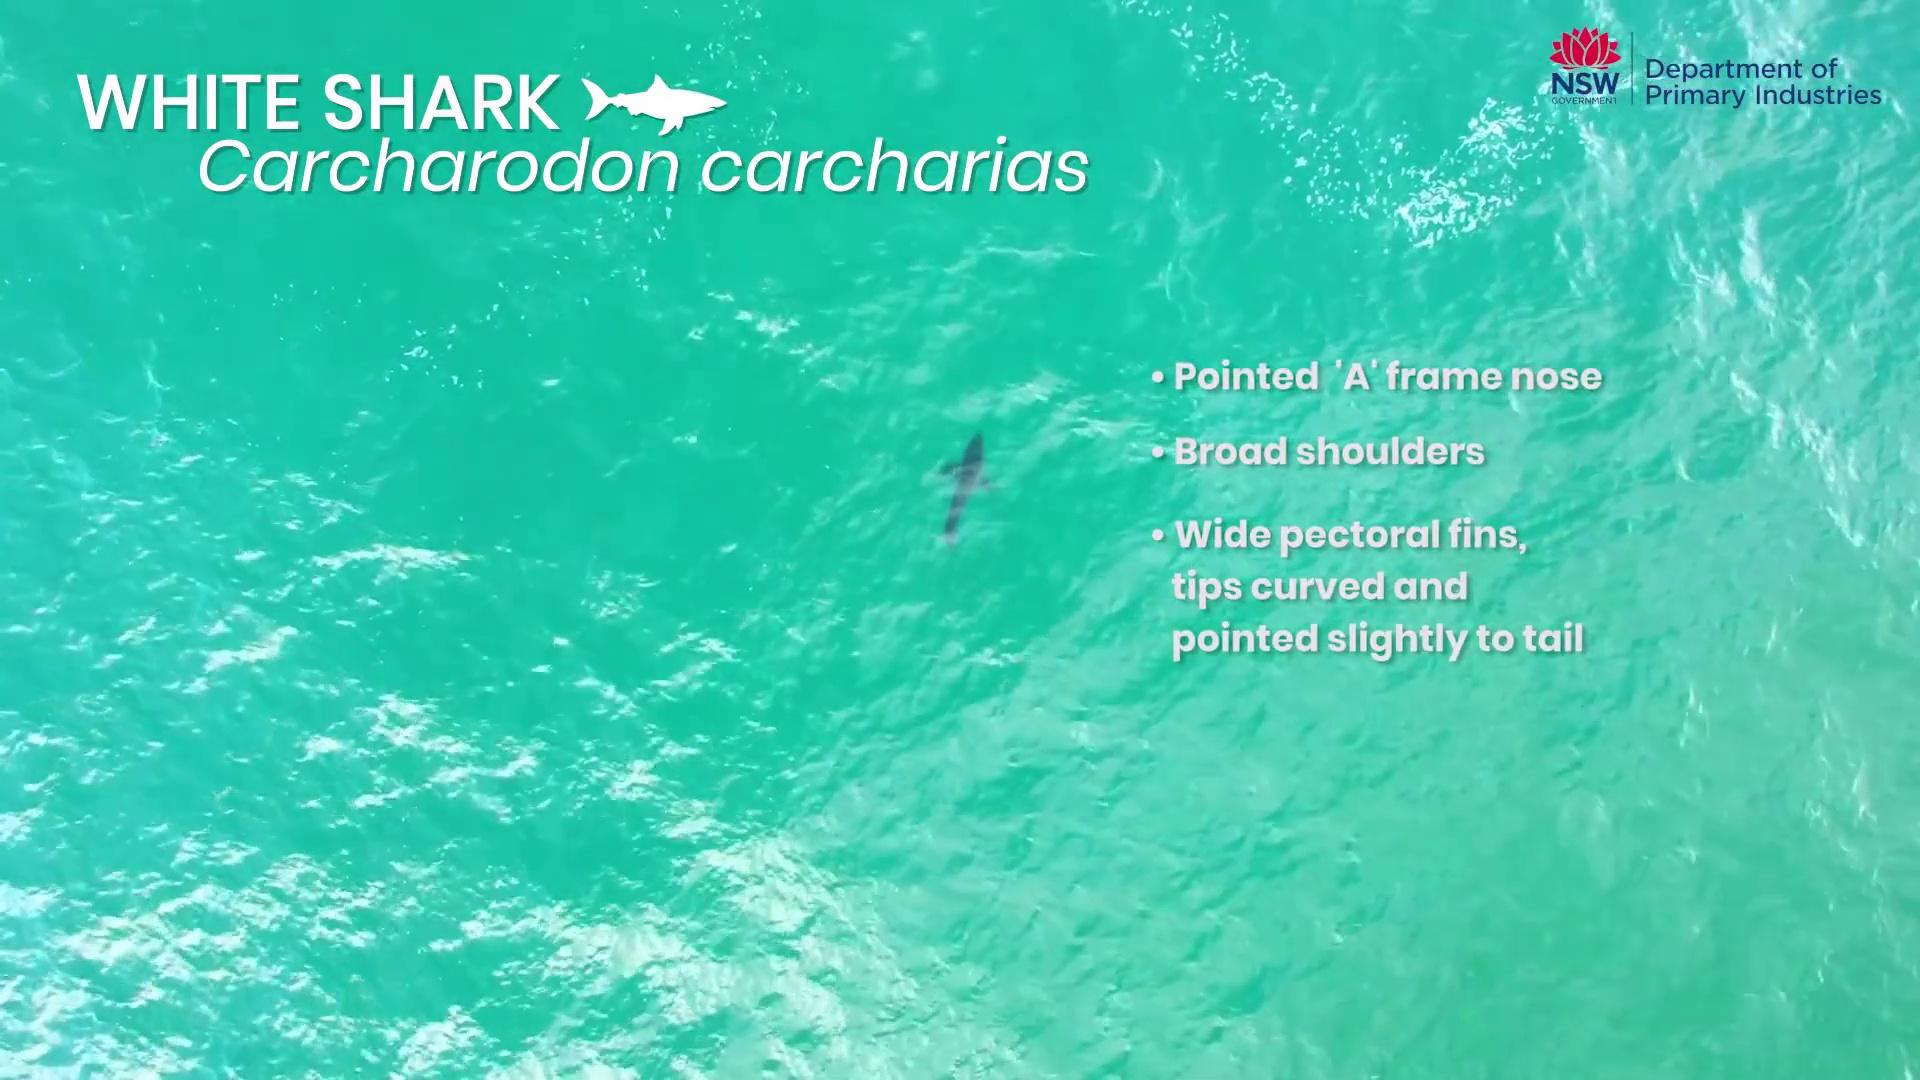 WHITE SHARK
Carcharodon carcharias
NSW
GOVERNMENT
Department of
Primary Industries
• Pointed 'A' frame nose
• Broad shoulders
• Wide pectoral fins,
tips curved and
pointed slightly to tail